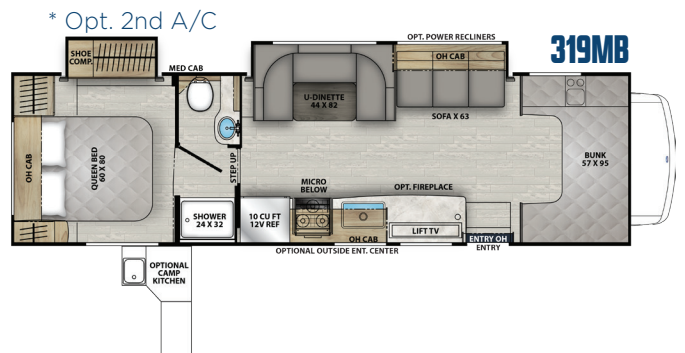 * Opt. 2nd A/C
OPT. POWER RECLINERS
319MB
SHOE
COMP.
MED CAB
OH CAB
U-DINETTE
44 X 82
SOFA X 63
OH CAB
QUEEN BED
60 X 80
STEP UP
BUNK
57 X 95
MICRO
BELOW
OPT. FIREPLACE
SHOWER
24 X 32
10 CU FT
12V REF
OH CAB
LIFT TV
ENTRY OH
ENTRY
OPTIONAL OUTSIDE ENT. CENTER
OPTIONAL
CAMP
KITCHEN